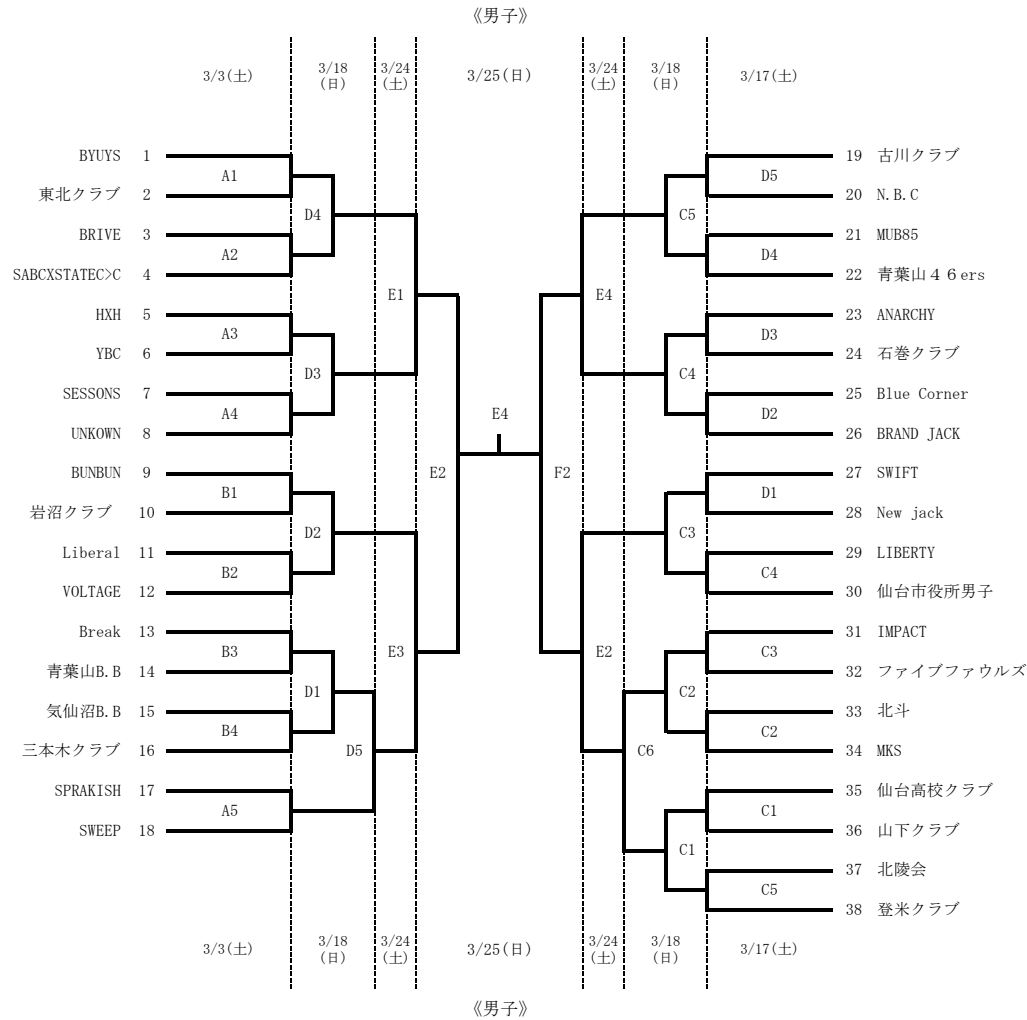 《男子》
3/3(土)
3/18
(日)
3/24
(土)
3/25(日)
3/24
(土)
3/18
(日)
3/17(土)
BYUYS 1
A1
東北クラブ 2
D4
BRIVE 3
A2
SABCXSTATEC>C 4
E1
HXH 5
A3
YBC 6
D3
SESSONS 7
A4
UNKOWN 8
E2
BUNBUN 9
B1
岩沼クラブ 10
D2
Liberal 11
B2
VOLTAGE 12
E3
Break 13
B3
青葉山B.B 14
D1
気仙沼B.B 15
B4
三本木クラブ 16
D5
SPRAKISH 17
A5
SWEEP 18
E4
19 古川クラブ
D5
20 N.B.C
C5
21 MUB85
D4
22 青葉山46ers
E4
23 ANARCHY
D3
24 石巻クラブ
C4
25 Blue Corner
D2
26 BRAND JACK
F2
27 SWIFT
D1
28 New jack
C3
29 LIBERTY
C4
30 仙台市役所男子
E2
31 IMPACT
C3
32 ファイブファウルズ
C2
33 北斗
C2
34 MKS
C6
35 仙台高校クラブ
C1
36 山下クラブ
C1
37 北陵会
C5
38 登米クラブ
3/3(土)
3/18
(日)
3/24
(土)
3/25(日)
3/24
(土)
3/18
(日)
3/17(土)
《男子》